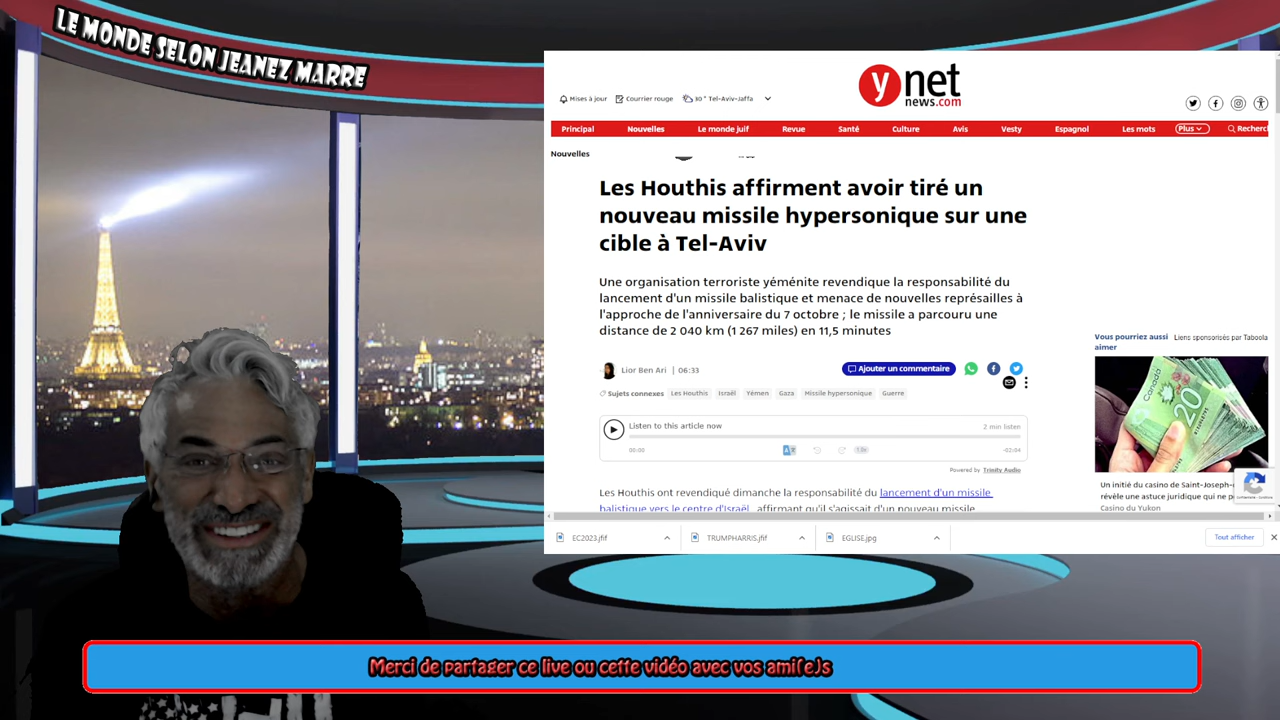 LE MONDE SELON JEANEZ MARRE
ynet
news.com
Mises à jour Courrier rouge 30° Tel-Aviv-Jaffa
Principal Nouvelles Le monde juif Revue Santé Culture Avis Vesty Espagnol Les mots Plus Recherc
Nouvelles
Les Houthis affirment avoir tiré un
nouveau missile hypersonique sur une
cible à Tel-Aviv
Une organisation terroriste yéménite revendique la responsabilité du
lancement d'un missile balistique et menace de nouvelles représailles à
l'approche de l'anniversaire du 7 octobre ; le missile a parcouru une
distance de 2 040 km (1 267 miles) en 11,5 minutes
Vous pourriez aussi
aimer
Liens sponsorisés par Taboola
Lior Ben Ari | 06:33
Ajouter un commentaire
Sujets connexes Les Houthis Israël Yémen Gaza Missile hypersonique Guerre
Listen to this article now 2 min listen
00:00 1.0x -02:04
Powered by Trinity Audio
CANADA
20
Un initié du casino de Saint-Joseph-
révèle une astuce juridique qui ne p
Casino du Yukon
Les Houthis ont revendiqué dimanche la responsabilité du lancement d'un missile
balistique vers le centre d'Israël , affirmant qu'il s'agissait d'un nouveau missile
EC2023.jfif TRUMPHARRIS.jfif EGLISE.jpg Tout afficher
Merci de partager ce live ou cette vidéo avec vos ami(e)s